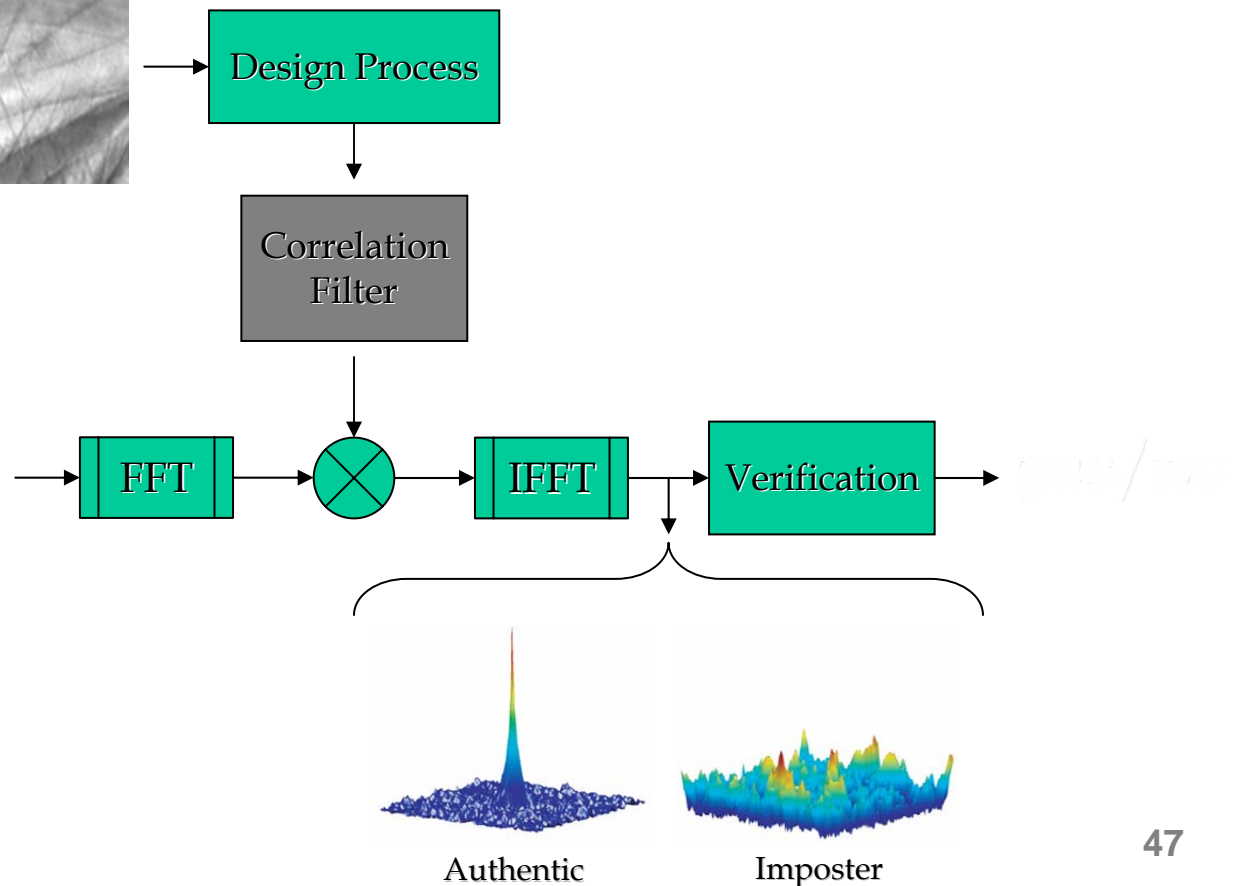 Design Process
Correlation
Filter
FFT
IFFT
Verification
Authentic
Imposter
47